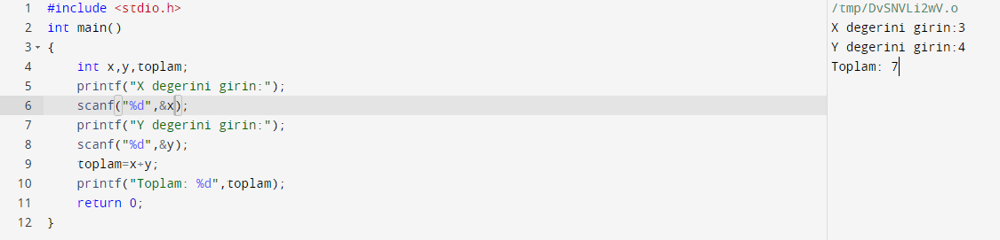 1 #include <stdio.h>
2 int main()
3 {
4 int x,y,toplam;
5 printf("X degerini girin:");
6 scanf("%d",&x);
7 printf("Y degerini girin:");
8 scanf("%d",&y);
9 toplam=x+y;
10 printf("Toplam: %d",toplam);
11 return 0;
12 }
/tmp/DvSNVLi2wV.o
X degerini girin:3
Y degerini girin:4
Toplam: 7